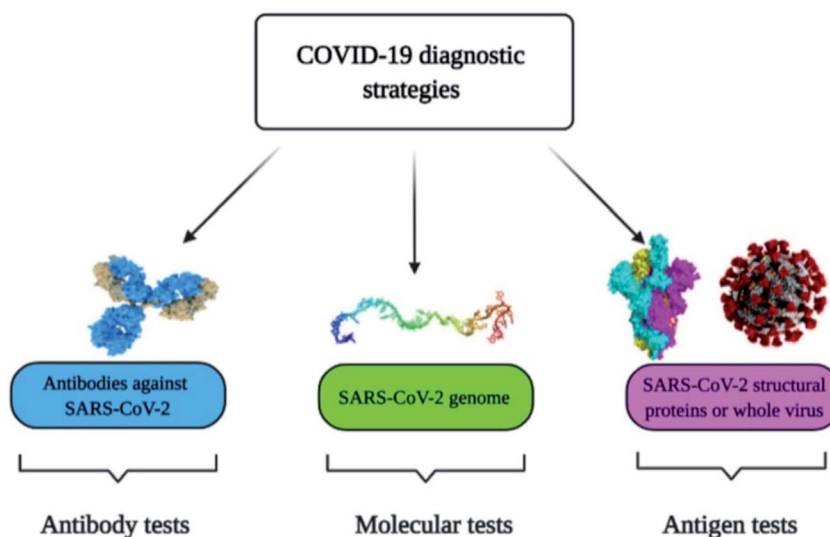 COVID-19 diagnostic
strategies
Antibodies against
SARS-CoV-2
SARS-CoV-2 genome
SARS-CoV-2 structural
proteins or whole virus
Antibody tests
Molecular tests
Antigen tests